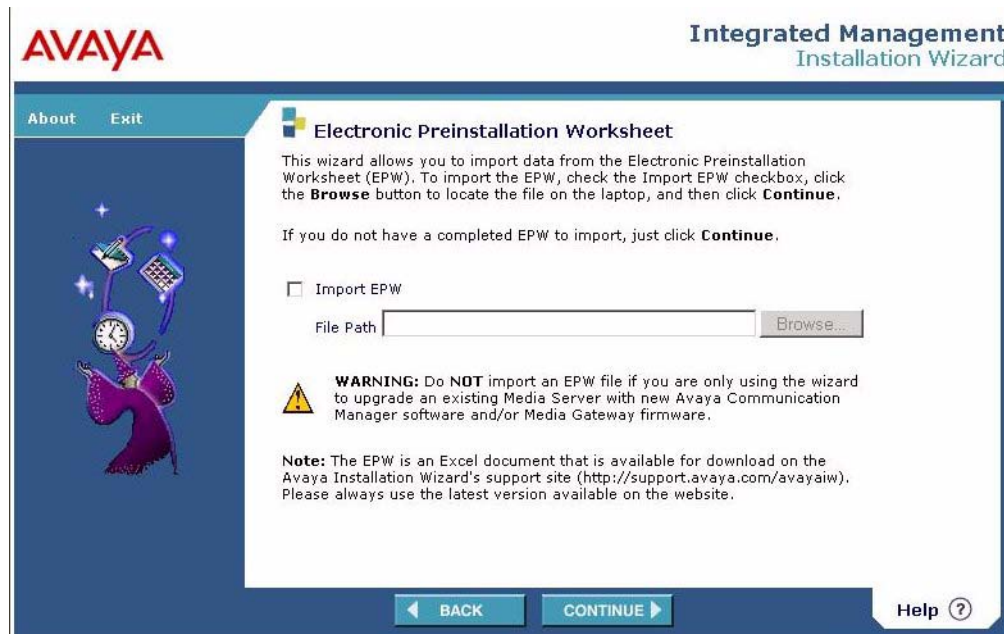 AVAYA
Integrated Management
Installation Wizard
About Exit
Electronic Preinstallation Worksheet
This wizard allows you to import data from the Electronic Preinstallation
Worksheet (EPW). To import the EPW, check the Import EPW checkbox, click
the Browse button to locate the file on the laptop, and then click Continue.
If you do not have a completed EPW to import, just click Continue.
Import EPW
File Path Browse...
WARNING: Do NOT import an EPW file if you are only using the wizard
to upgrade an existing Media Server with new Avaya Communication
Manager software and/or Media Gateway firmware.
Note: The EPW is an Excel document that is available for download on the
Avaya Installation Wizard's support site (http://support.avaya.com/avayaiw).
Please always use the latest version available on the website.
BACK CONTINUE Help ?